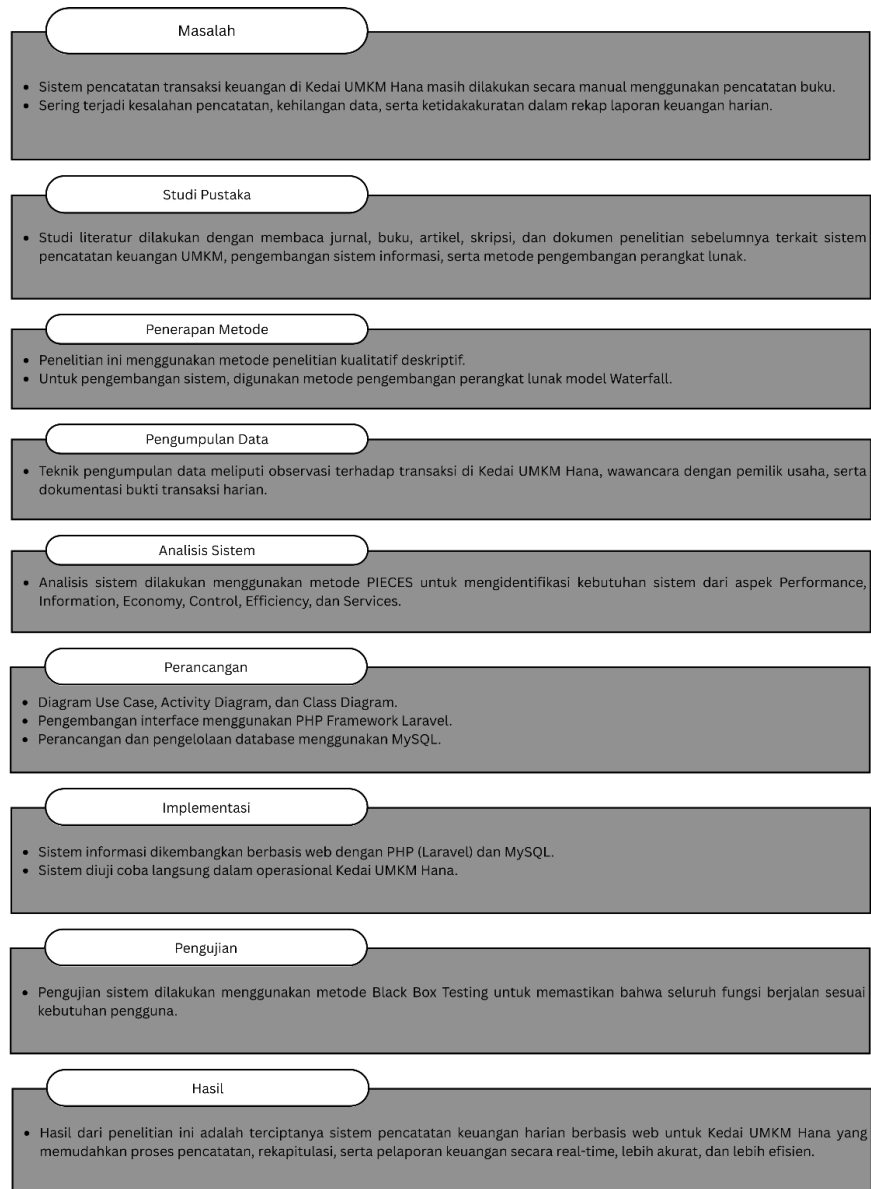 Masalah
• Sistem pencatatan transaksi keuangan di Kedai UMKM Hana masih dilakukan secara manual menggunakan pencatatan buku.
• Sering terjadi kesalahan pencatatan, kehilangan data, serta ketidakakuratan dalam rekap laporan keuangan harian.
Studi Pustaka
• Studi literatur dilakukan dengan membaca jurnal, buku, artikel, skripsi, dan dokumen penelitian sebelumnya terkait sistem
pencatatan keuangan UMKM, pengembangan sistem informasi, serta metode pengembangan perangkat lunak.
Penerapan Metode
• Penelitian ini menggunakan metode penelitian kualitatif deskriptif.
• Untuk pengembangan sistem, digunakan metode pengembangan perangkat lunak model Waterfall.
Pengumpulan Data
• Teknik pengumpulan data meliputi observasi terhadap transaksi di Kedai UMKM Hana, wawancara dengan pemilik usaha, serta
dokumentasi bukti transaksi harian.
Analisis Sistem
• Analisis sistem dilakukan menggunakan metode PIECES untuk mengidentifikasi kebutuhan sistem dari aspek Performance,
Information, Economy, Control, Efficiency, dan Services.
Perancangan
• Diagram Use Case, Activity Diagram, dan Class Diagram.
• Pengembangan interface menggunakan PHP Framework Laravel.
• Perancangan dan pengelolaan database menggunakan MySQL.
Implementasi
• Sistem informasi dikembangkan berbasis web dengan PHP (Laravel) dan MySQL.
• Sistem diuji coba langsung dalam operasional Kedai UMKM Hana.
Pengujian
• Pengujian sistem dilakukan menggunakan metode Black Box Testing untuk memastikan bahwa seluruh fungsi berjalan sesuai
kebutuhan pengguna.
Hasil
• Hasil dari penelitian ini adalah terciptanya sistem pencatatan keuangan harian berbasis web untuk Kedai UMKM Hana yang
memudahkan proses pencatatan, rekapitulasi, serta pelaporan keuangan secara real-time, lebih akurat, dan lebih efisien.